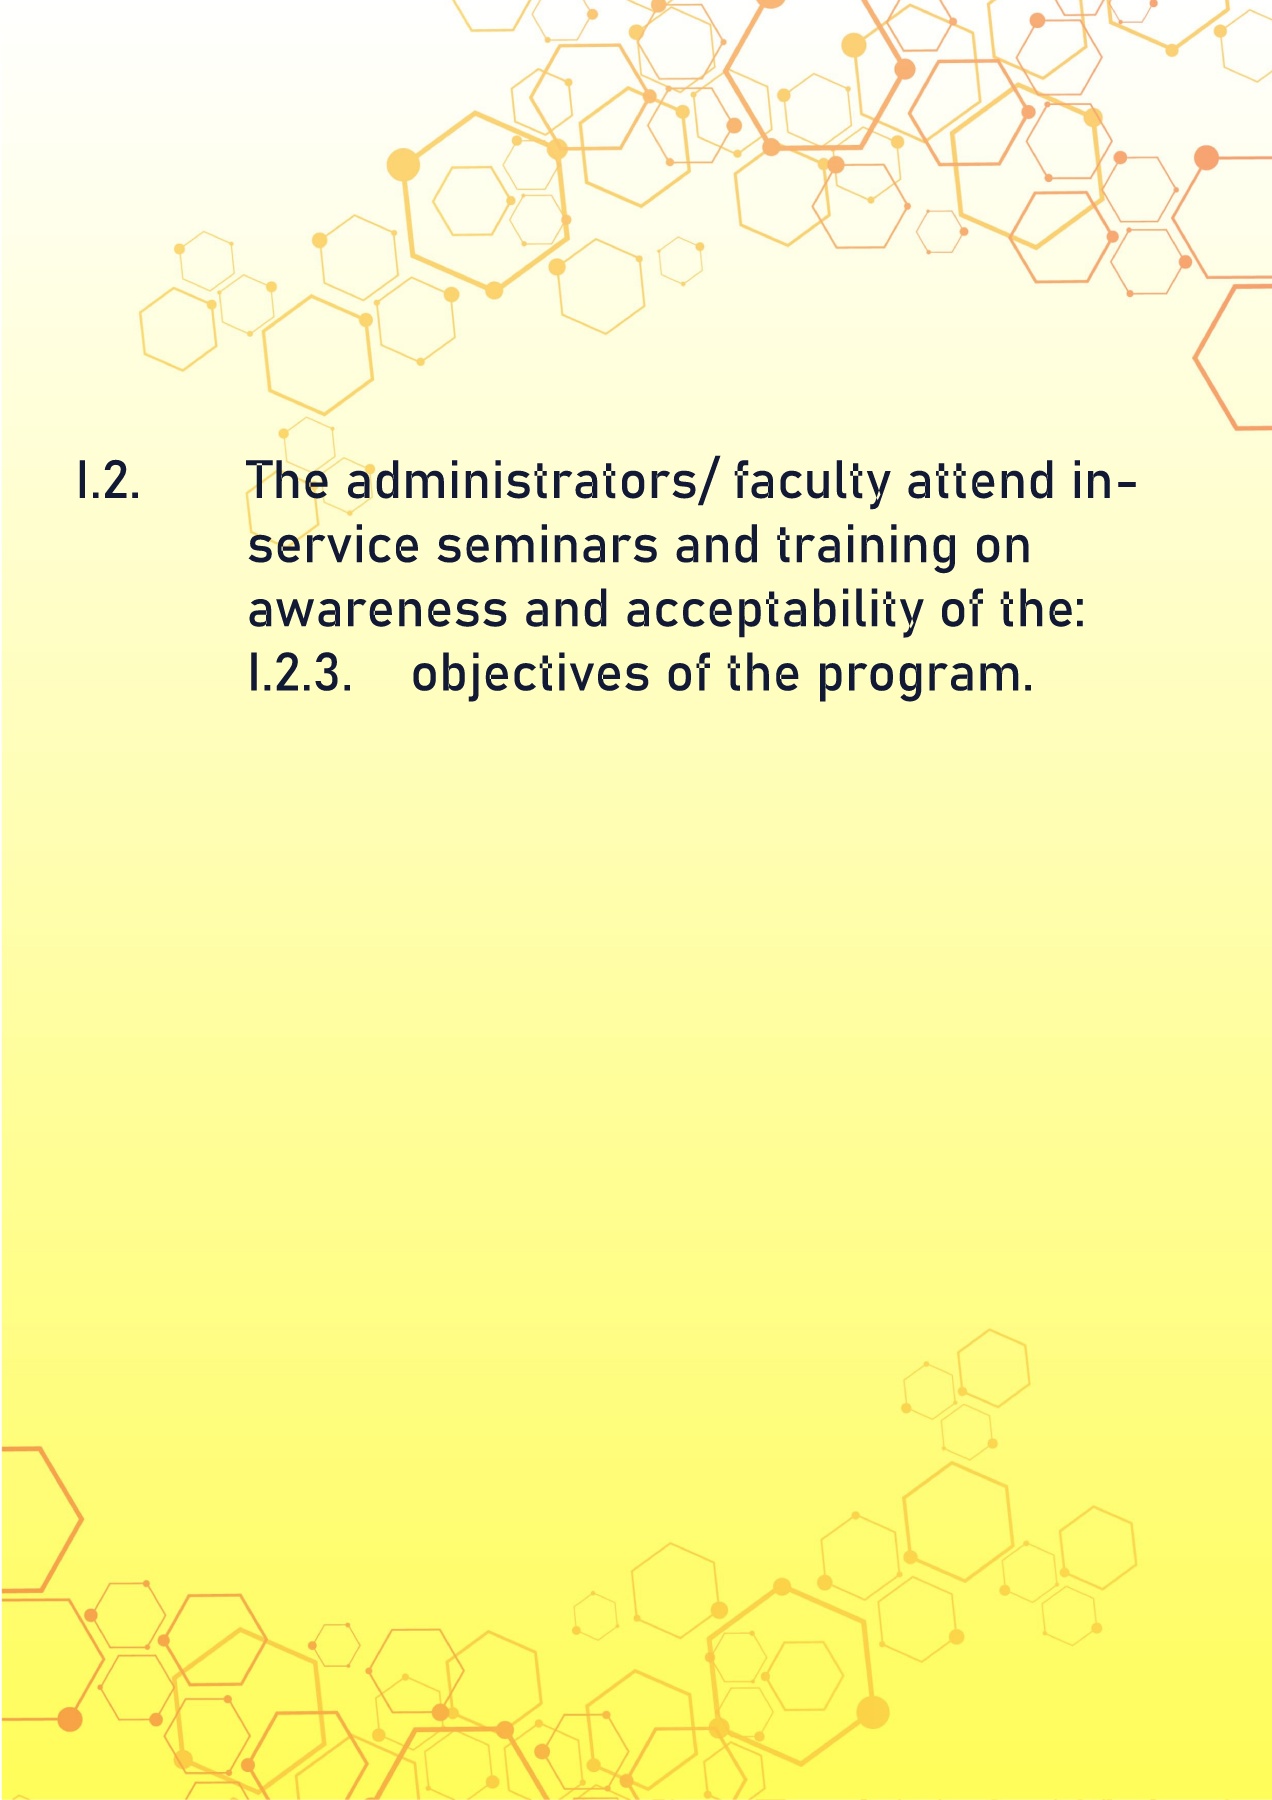 I.2. The administrators/ faculty attend in-
service seminars and training on
awareness and acceptability of the:
I.2.3. objectives of the program.